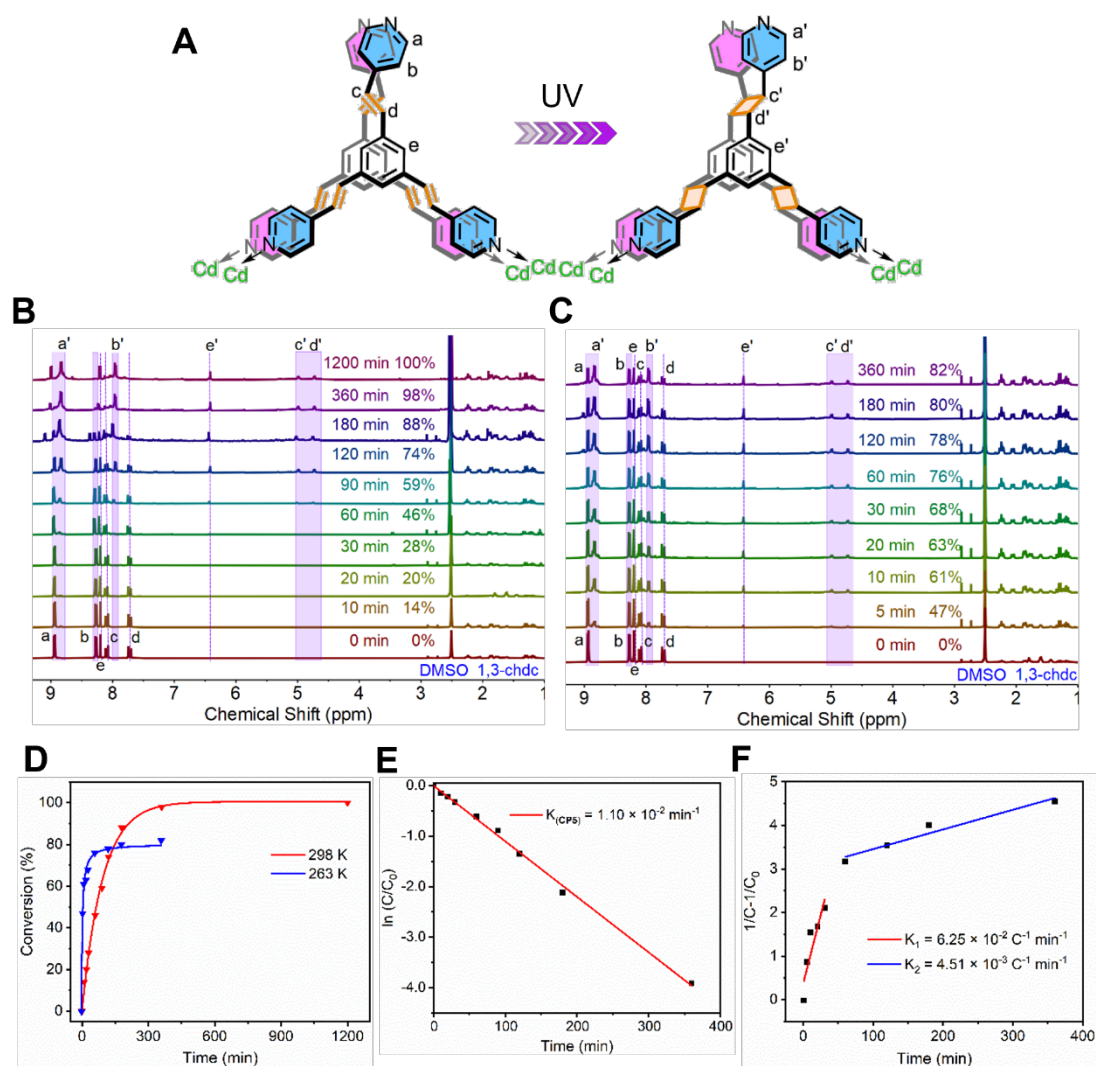 A
N
N
a
b
c
d
e
N
N
N
N
Cd
Cd
Cd
Cd
UV
N
N
a'
b'
c'
d'
e'
N
N
N
N
Cd
Cd
Cd
Cd
B
a'
b'
e'
c' d'
1200 min 100%
360 min 98%
180 min 88%
120 min 74%
90 min 59%
60 min 46%
30 min 28%
20 min 20%
10 min 14%
0 min 0%
a
b
c
d
e
DMSO 1,3-chdc
9 8 7 6 5 4 3 2 1
Chemical Shift (ppm)
C
a'
e
b'
e'
c' d'
a
b
c
d
360 min 82%
180 min 80%
120 min 78%
60 min 76%
30 min 68%
20 min 63%
10 min 61%
5 min 47%
0 min 0%
a
b
c
d
e
DMSO 1,3-chdc
9 8 7 6 5 4 3 2 1
Chemical Shift (ppm)
D
Conversion (%)
100
80
60
40
20
0
298 K
263 K
0 300 600 900 1200
Time (min)
E
ln (C/C₀)
0.0
-1.0
-2.0
-3.0
-4.0
K(CP5) = 1.10 × 10⁻² min⁻¹
0 100 200 300 400
Time (min)
F
1/C-1/C₀
5
4
3
2
1
0
K₁ = 6.25 × 10⁻² C⁻¹ min⁻¹
K₂ = 4.51 × 10⁻³ C⁻¹ min⁻¹
0 100 200 300 400
Time (min)